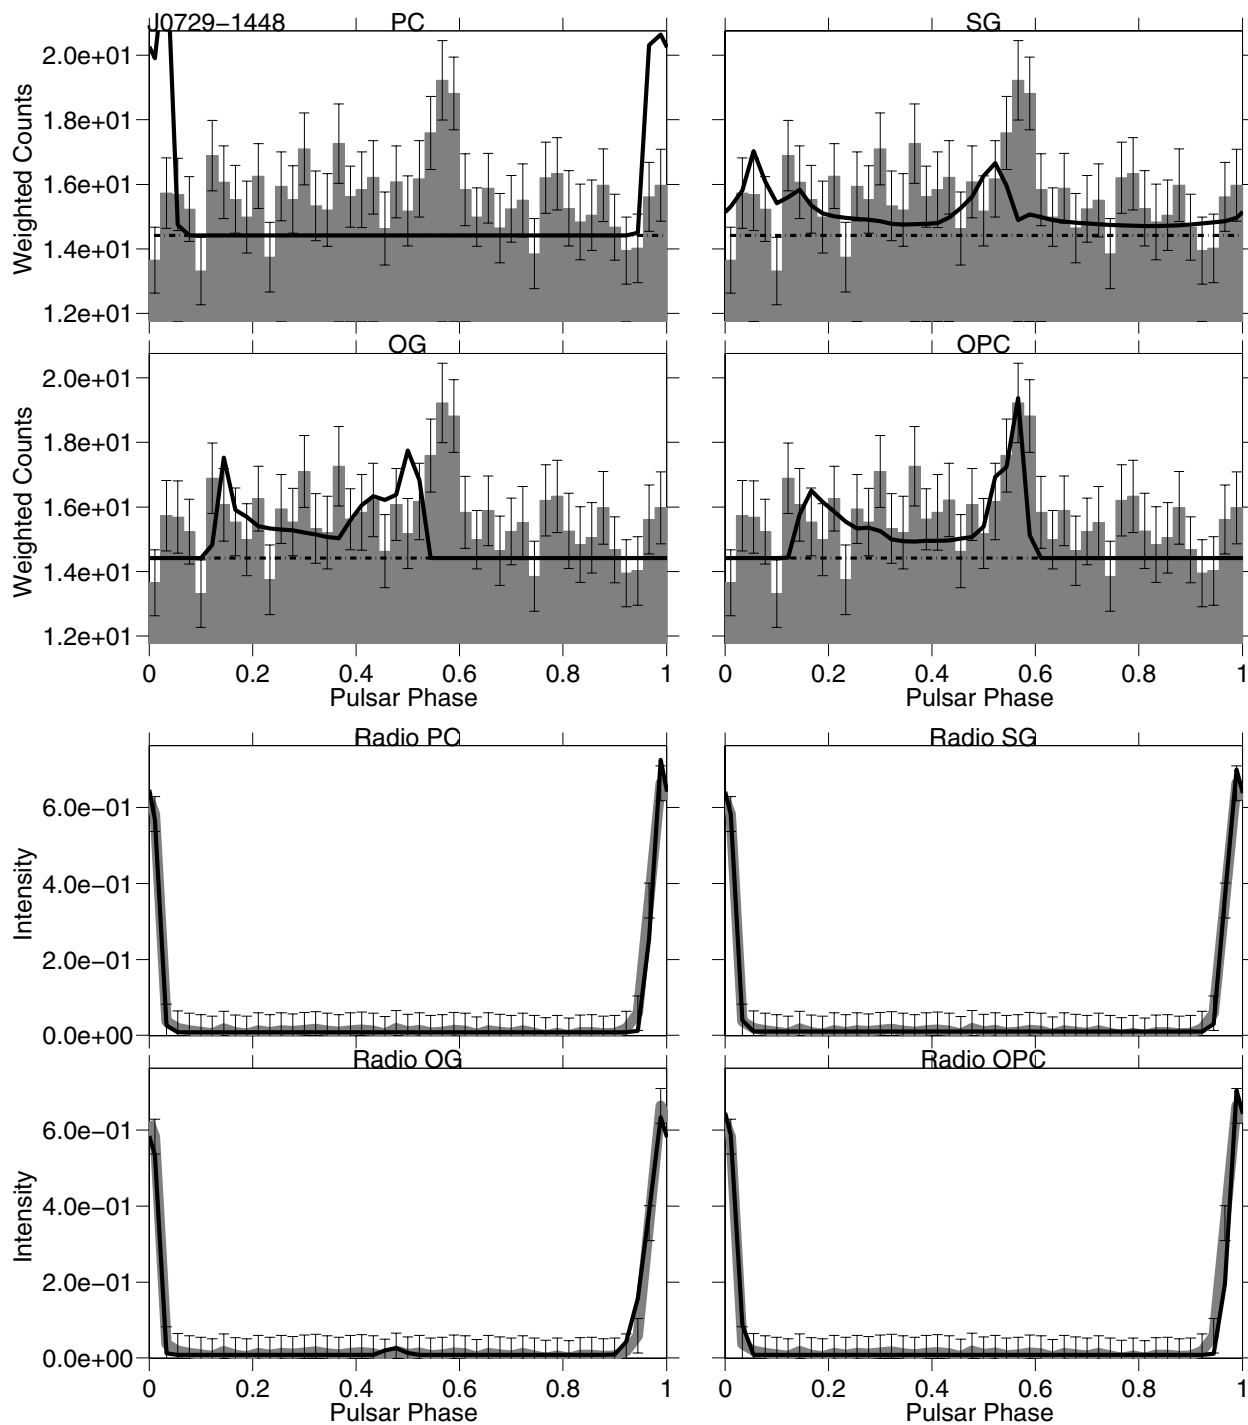 J0729−1448 PC SG
Weighted Counts
2.0e+01
1.8e+01
1.6e+01
1.4e+01
1.2e+01
OG OPC
Weighted Counts
2.0e+01
1.8e+01
1.6e+01
1.4e+01
1.2e+01
0 0.2 0.4 0.6 0.8 1 0 0.2 0.4 0.6 0.8 1
Pulsar Phase Pulsar Phase
Radio PC Radio SG
Intensity
6.0e−01
4.0e−01
2.0e−01
0.0e+00
Radio OG Radio OPC
Intensity
6.0e−01
4.0e−01
2.0e−01
0.0e+00
0 0.2 0.4 0.6 0.8 1 0 0.2 0.4 0.6 0.8 1
Pulsar Phase Pulsar Phase